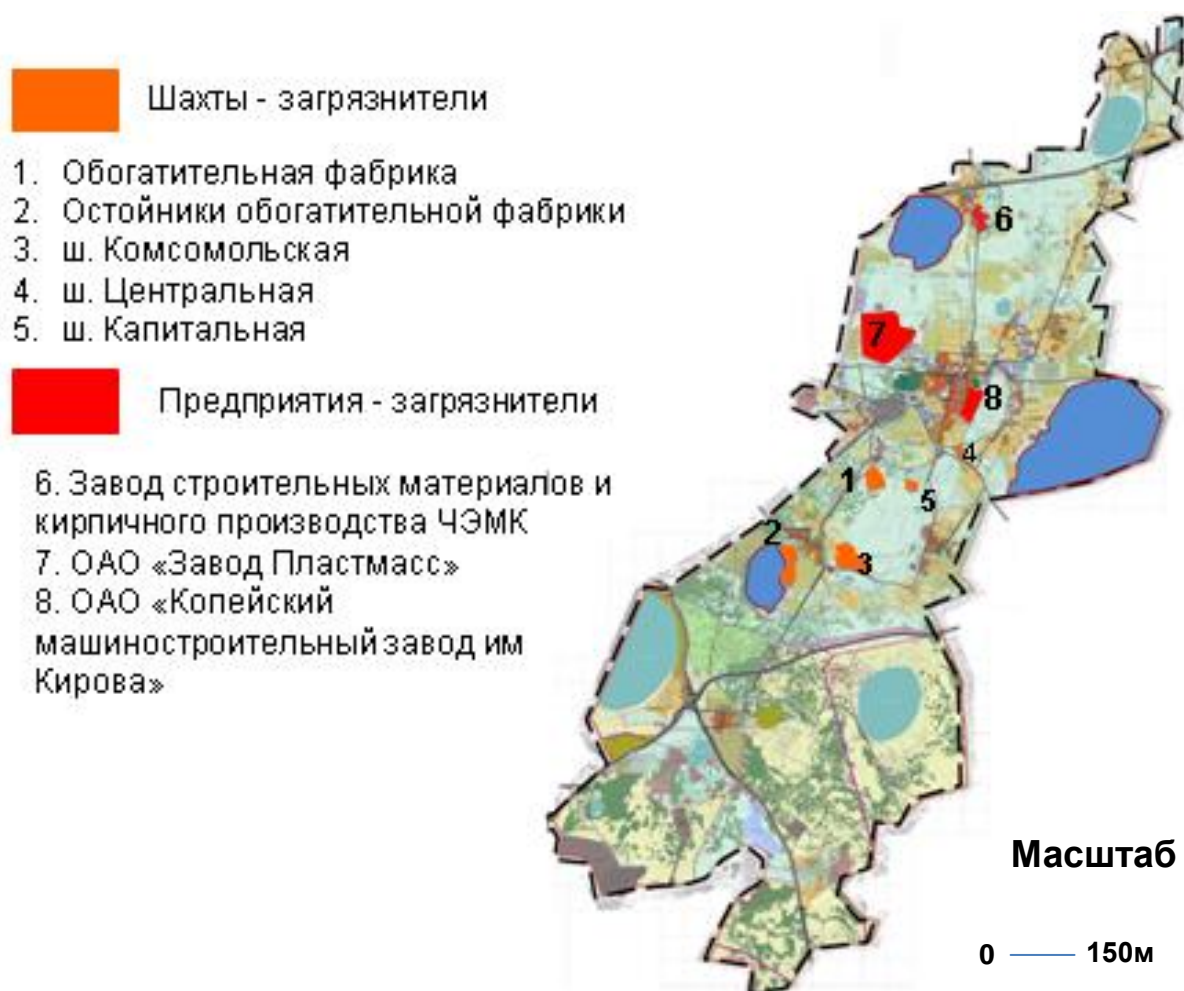 Шахты - загрязнители
1. Обогатительная фабрика
2. Остойники обогатительной фабрики
3. ш. Комсомольская
4. ш. Центральная
5. ш. Капитальная
Предприятия - загрязнители
6. Завод строительных материалов и
кирпичного производства ЧЭМК
7. ОАО «Завод Пластмасс»
8. ОАО «Копейский
машиностроительный завод им
Кирова»
6
7
8
4
1
5
2
3
Масштаб
0 150м